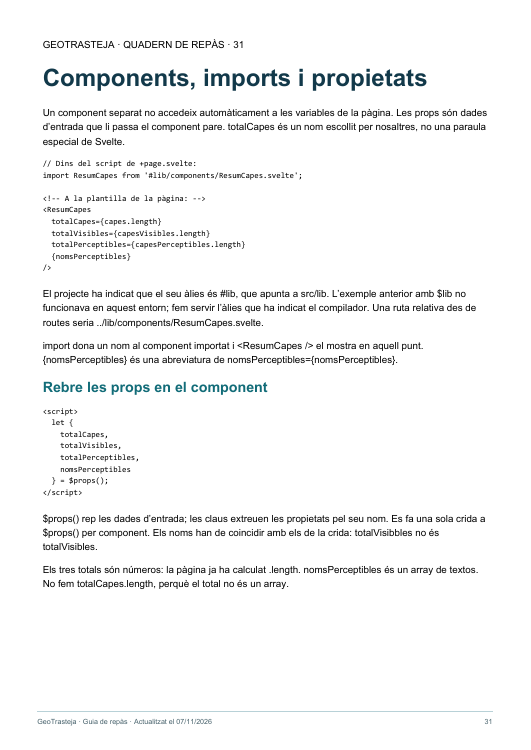 GEOTRASTEJA · QUADERN DE REPÀS · 31
Components, imports i propietats
Un component separat no accedeix automàticament a les variables de la pàgina. Les props són dades
d’entrada que li passa el component pare. totalCapes és un nom escollit per nosaltres, no una paraula
especial de Svelte.
// Dins del script de +page.svelte:
import ResumCapes from '#lib/components/ResumCapes.svelte';
<!-- A la plantilla de la pàgina: -->
<ResumCapes
totalCapes={capes.length}
totalVisibles={capesVisibles.length}
totalPerceptibles={capesPerceptibles.length}
{nomsPerceptibles}
/>
El projecte ha indicat que el seu àlies és #lib, que apunta a src/lib. L’exemple anterior amb $lib no
funcionava en aquest entorn; fem servir l’àlies que ha indicat el compilador. Una ruta relativa des de
routes seria ../lib/components/ResumCapes.svelte.
import dona un nom al component importat i <ResumCapes /> el mostra en aquell punt.
{nomsPerceptibles} és una abreviatura de nomsPerceptibles={nomsPerceptibles}.
Rebre les props en el component
<script>
let {
totalCapes,
totalVisibles,
totalPerceptibles,
nomsPerceptibles
} = $props();
</script>
$props() rep les dades d’entrada; les claus extreuen les propietats pel seu nom. Es fa una sola crida a
$props() per component. Els noms han de coincidir amb els de la crida: totalVisibbles no és
totalVisibles.
Els tres totals són números: la pàgina ja ha calculat .length. nomsPerceptibles és un array de textos.
No fem totalCapes.length, perquè el total no és un array.
GeoTrasteja · Guia de repàs · Actualitzat el 07/11/2026
31